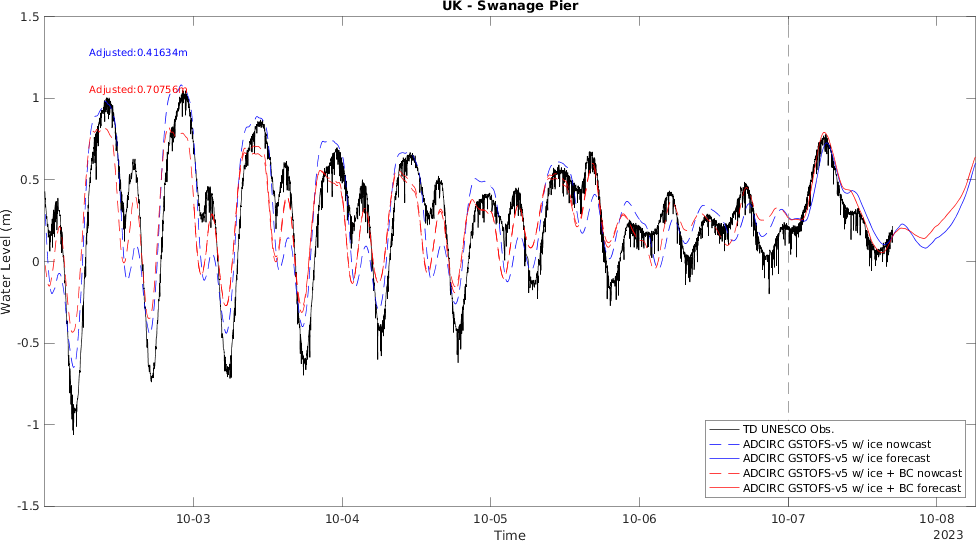 UK - Swanage Pier
Adjusted:0.41634m
Adjusted:0.70756m
Water Level (m)
1.5
1
0.5
0
-0.5
-1
-1.5
10-03
10-04
10-05
10-06
10-07
10-08
Time
2023
TD UNESCO Obs.
ADCIRC GSTOFS-v5 w/ ice nowcast
ADCIRC GSTOFS-v5 w/ ice forecast
ADCIRC GSTOFS-v5 w/ ice + BC nowcast
ADCIRC GSTOFS-v5 w/ ice + BC forecast